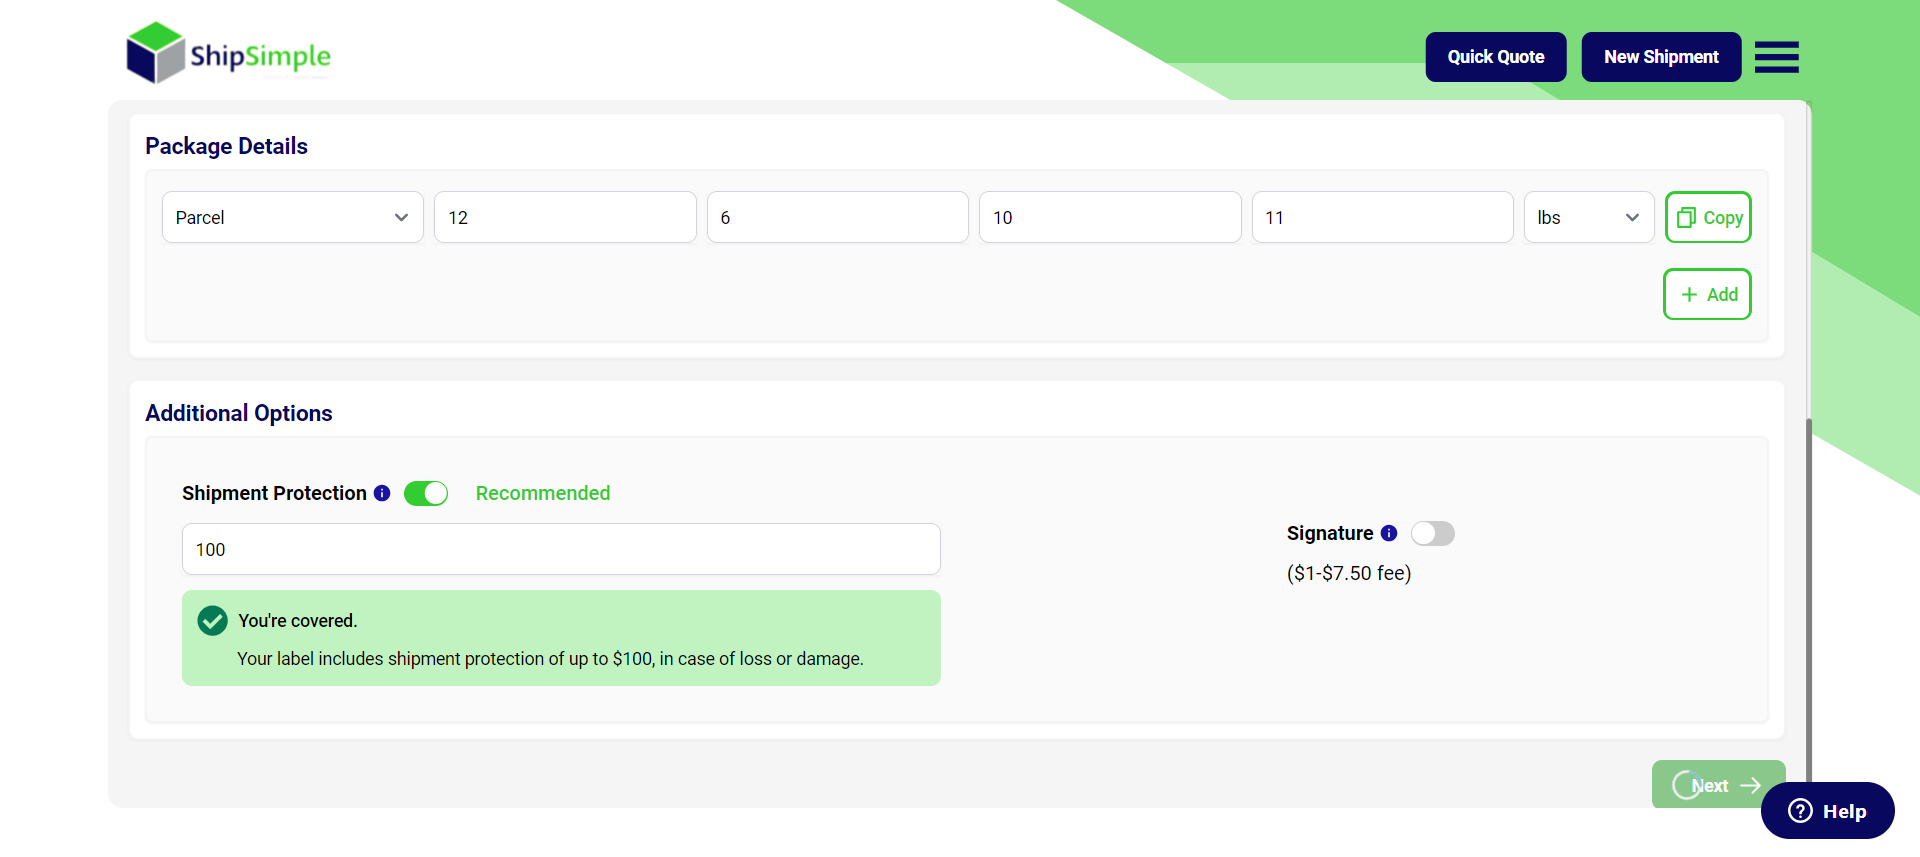 ShipSimple
Quick Quote
New Shipment
Package Details
Parcel
12
6
10
11
lbs
Copy
+ Add
Additional Options
Shipment Protection
Recommended
100
You're covered.
Your label includes shipment protection of up to $100, in case of loss or damage.
Signature
($1-$7.50 fee)
Next
Help